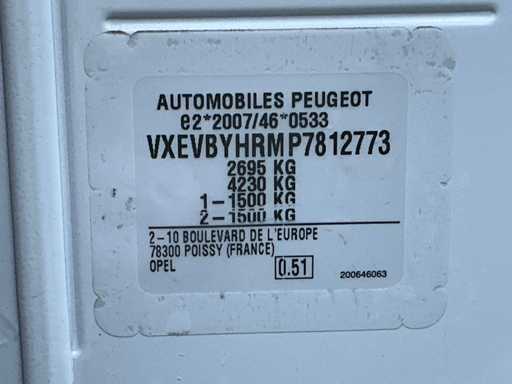 AUTOMOBILES PEUGEOT
e2*2007/46*0533
VXEVBYHRMP7812773
2695 KG
4230 KG
1-1500 KG
2-1500 KG
2-10 BOULEVARD DE L'EUROPE
78300 POISSY (FRANCE)
OPEL 0.51 200646063